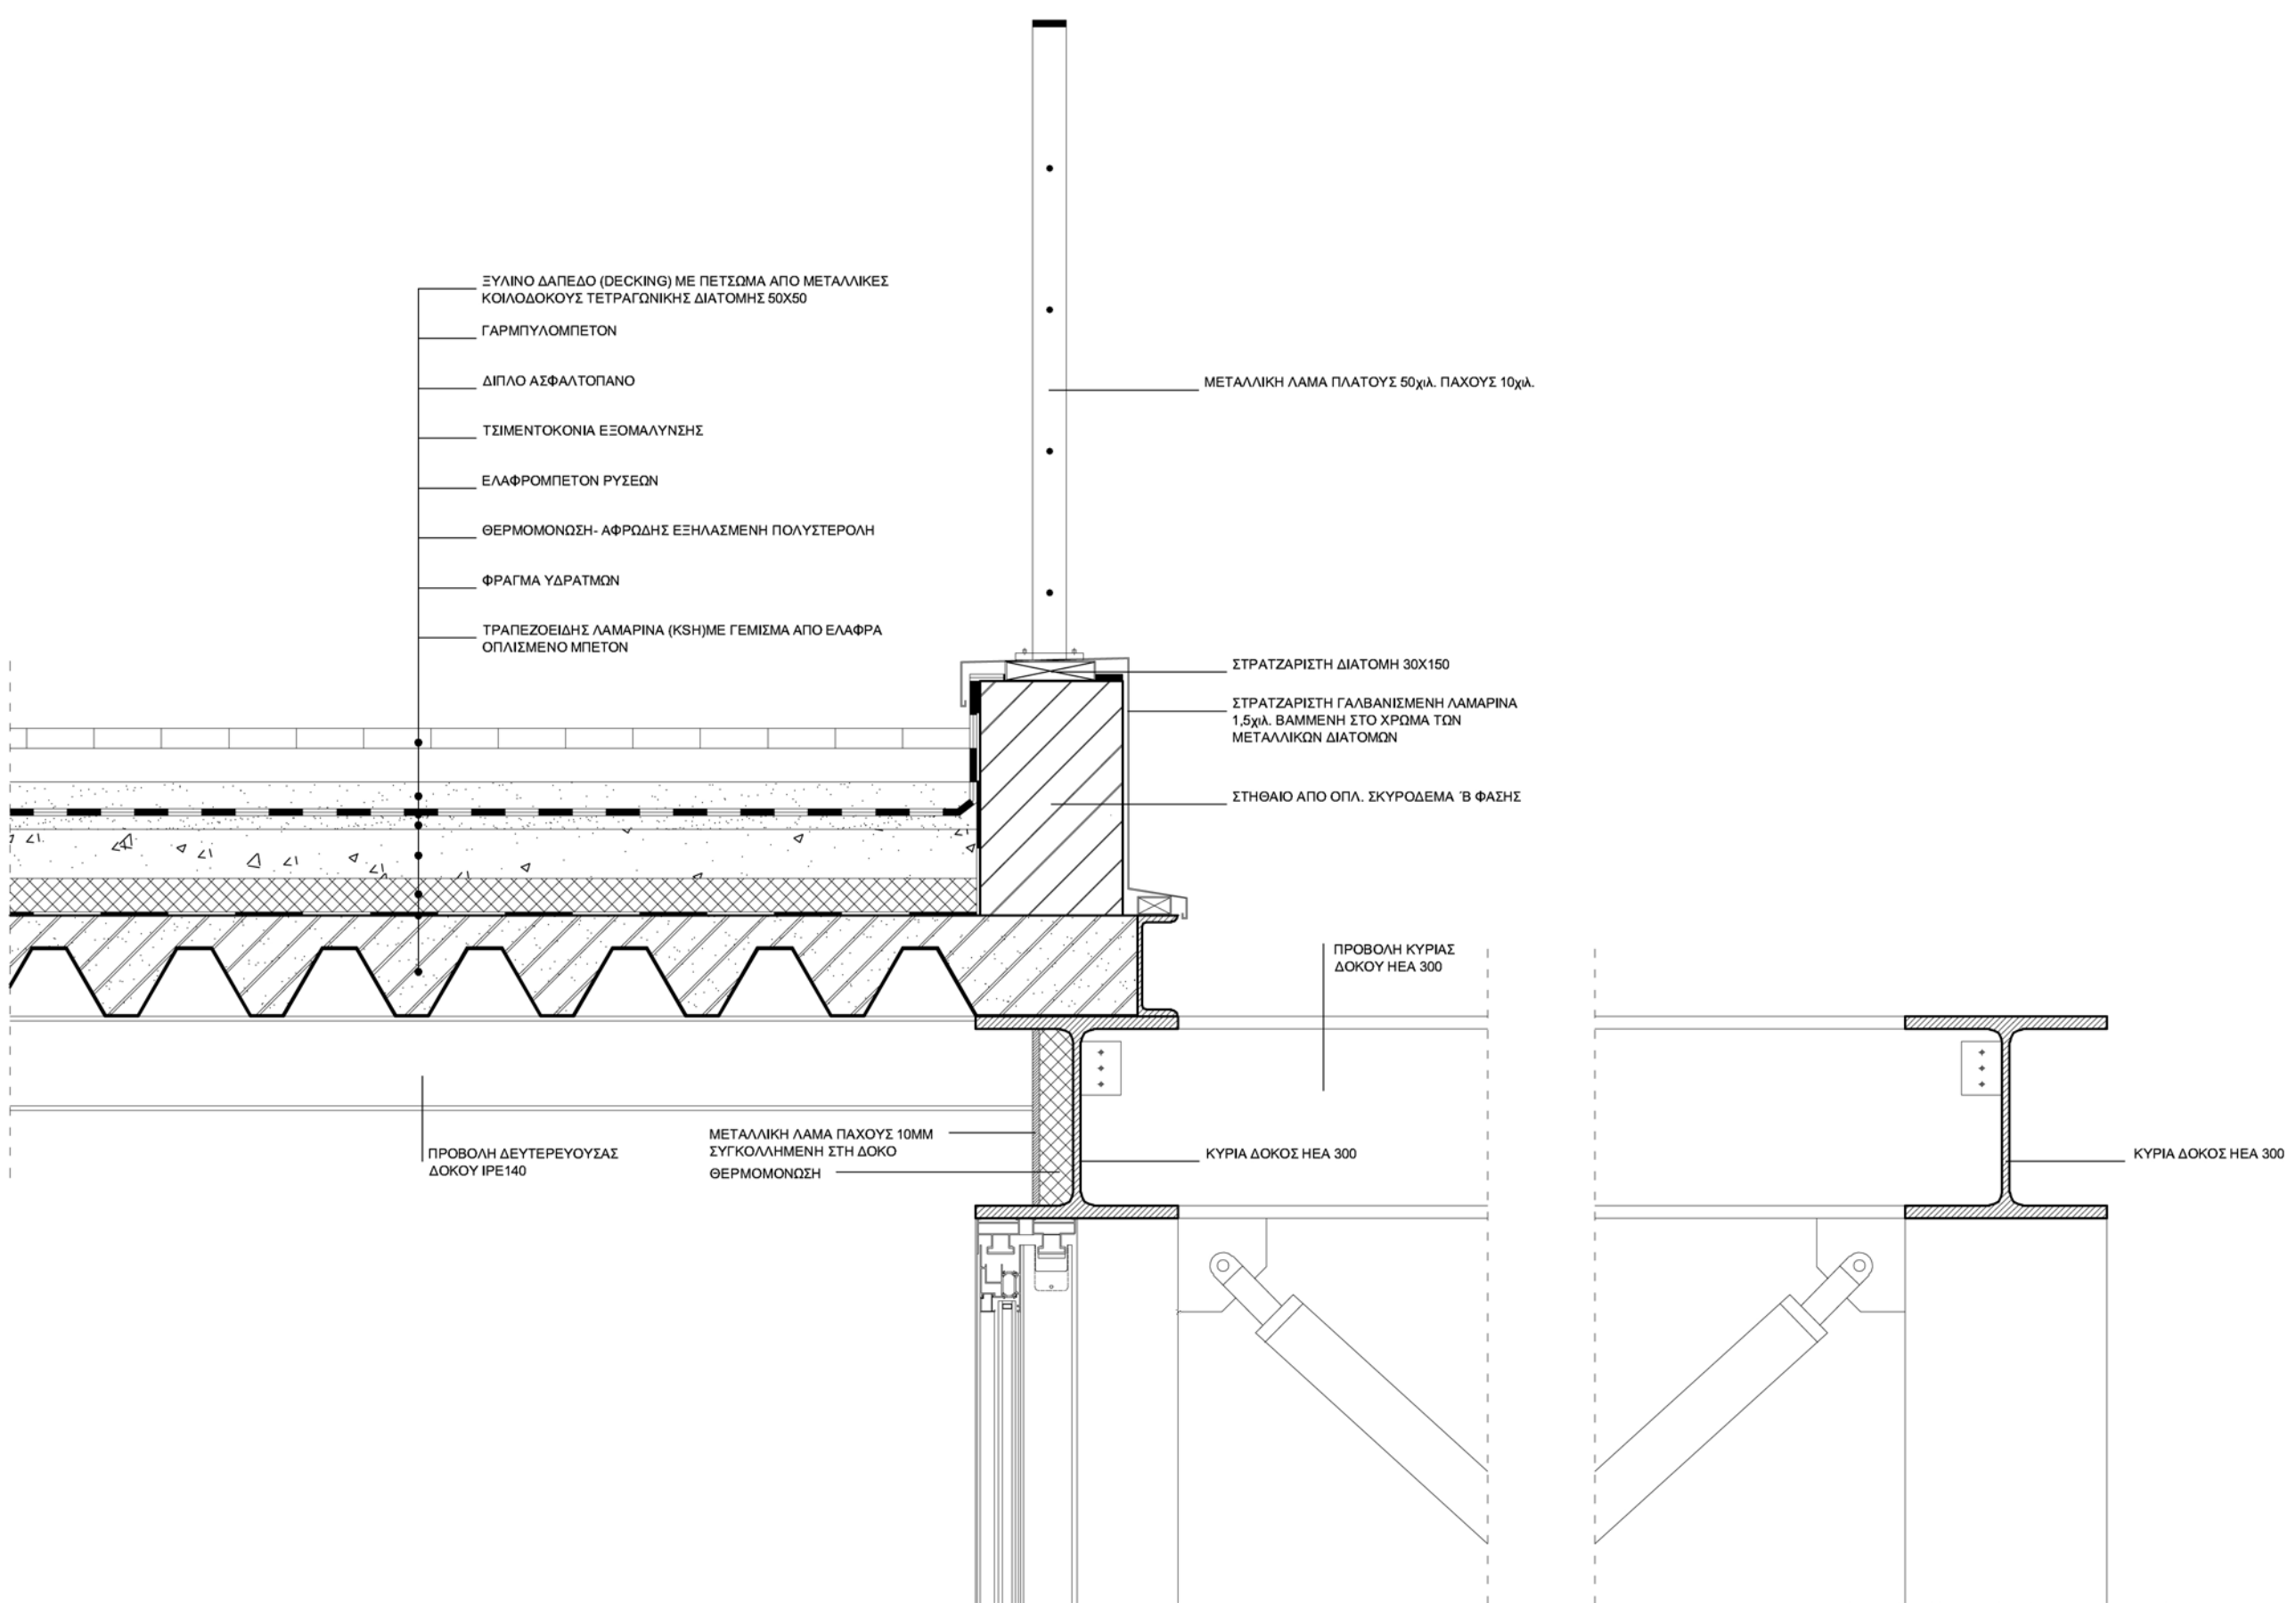 ΞΥΛΙΝΟ ΔΑΠΕΔΟ (DECKING) ΜΕ ΠΕΤΣΩΜΑ ΑΠΟ ΜΕΤΑΛΛΙΚΕΣ
ΚΟΙΛΟΔΟΚΟΥΣ ΤΕΤΡΑΓΩΝΙΚΗΣ ΔΙΑΤΟΜΗΣ 50Χ50
ΓΑΡΜΠΥΛΟΜΠΕΤΟΝ
ΔΙΠΛΟ ΑΣΦΑΛΤΟΠΑΝΟ
ΤΣΙΜΕΝΤΟΚΟΝΙΑ ΕΞΟΜΑΛΥΝΣΗΣ
ΕΛΑΦΡΟΜΠΕΤΟΝ ΡΥΣΕΩΝ
ΘΕΡΜΟΜΟΝΩΣΗ- ΑΦΡΩΔΗΣ ΕΞΗΛΑΣΜΕΝΗ ΠΟΛΥΣΤΕΡΟΛΗ
ΦΡΑΓΜΑ ΥΔΡΑΤΜΩΝ
ΤΡΑΠΕΖΟΕΙΔΗΣ ΛΑΜΑΡΙΝΑ (KSH)ΜΕ ΓΕΜΙΣΜΑ ΑΠΟ ΕΛΑΦΡΑ
ΟΠΛΙΣΜΕΝΟ ΜΠΕΤΟΝ
ΜΕΤΑΛΛΙΚΗ ΛΑΜΑ ΠΛΑΤΟΥΣ 50χιλ. ΠΑΧΟΥΣ 10χιλ.
ΣΤΡΑΤΖΑΡΙΣΤΗ ΔΙΑΤΟΜΗ 30Χ150
ΣΤΡΑΤΖΑΡΙΣΤΗ ΓΑΛΒΑΝΙΣΜΕΝΗ ΛΑΜΑΡΙΝΑ
1,5χιλ. ΒΑΜΜΕΝΗ ΣΤΟ ΧΡΩΜΑ ΤΩΝ
ΜΕΤΑΛΛΙΚΩΝ ΔΙΑΤΟΜΩΝ
ΣΤΗΘΑΙΟ ΑΠΟ ΟΠΛ. ΣΚΥΡΟΔΕΜΑ ΄Β ΦΑΣΗΣ
ΠΡΟΒΟΛΗ ΚΥΡΙΑΣ
ΔΟΚΟΥ ΗΕΑ 300
ΠΡΟΒΟΛΗ ΔΕΥΤΕΡΕΥΟΥΣΑΣ
ΔΟΚΟΥ IPE140
ΜΕΤΑΛΛΙΚΗ ΛΑΜΑ ΠΑΧΟΥΣ 10ΜΜ
ΣΥΓΚΟΛΛΗΜΕΝΗ ΣΤΗ ΔΟΚΟ
ΘΕΡΜΟΜΟΝΩΣΗ
ΚΥΡΙΑ ΔΟΚΟΣ ΗΕΑ 300
ΚΥΡΙΑ ΔΟΚΟΣ ΗΕΑ 300